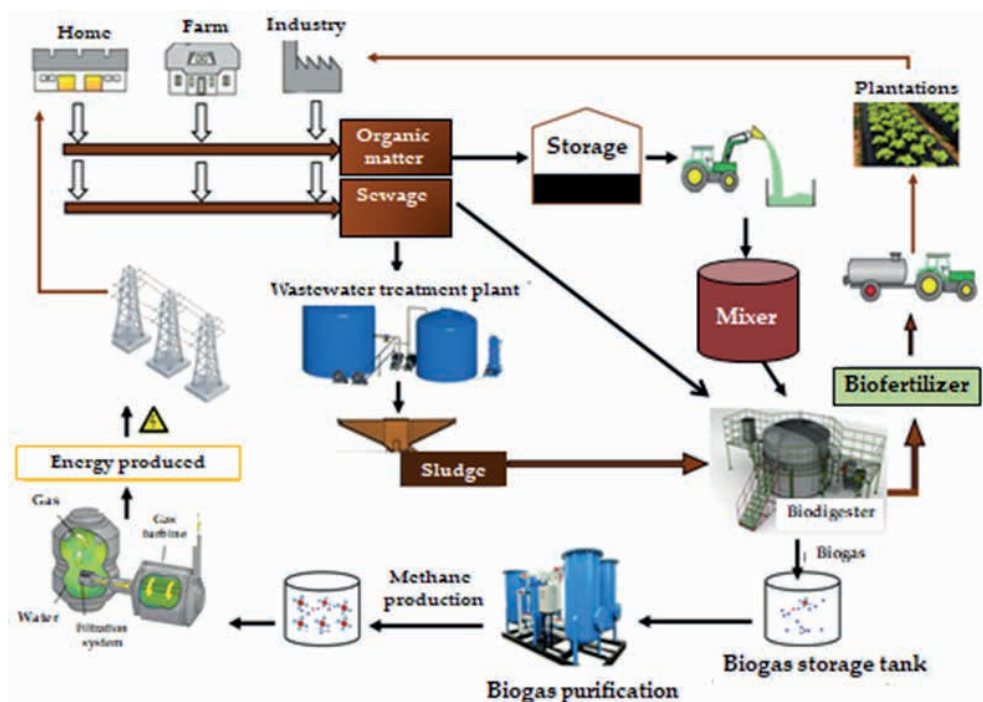 Home
Farm
Industry
Plantations
Organic
matter
Storage
Sewage
Wastewater treatment plant
Mixer
Biofertilizer
Energy produced
Sludge
Gas
Gas
turbine
Biodigester
Biogas
Methane
production
Water
Filtration
system
Biogas storage tank
Biogas purification